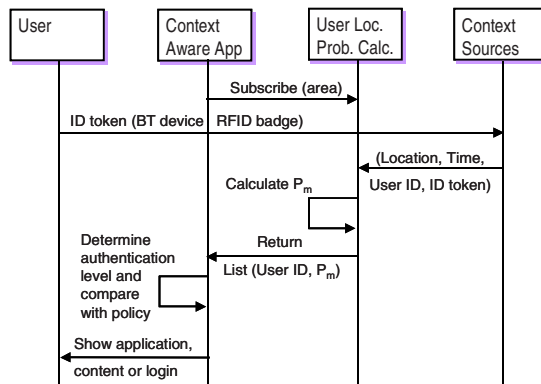 User
Context
Aware App
User Loc.
Prob. Calc.
Context
Sources
Subscribe (area)
ID token (BT device RFID badge)
(Location, Time,
User ID, ID token)
Calculate Pm
Return
List (User ID, Pm)
Determine
authentication
level and
compare
with policy
Show application,
content or login